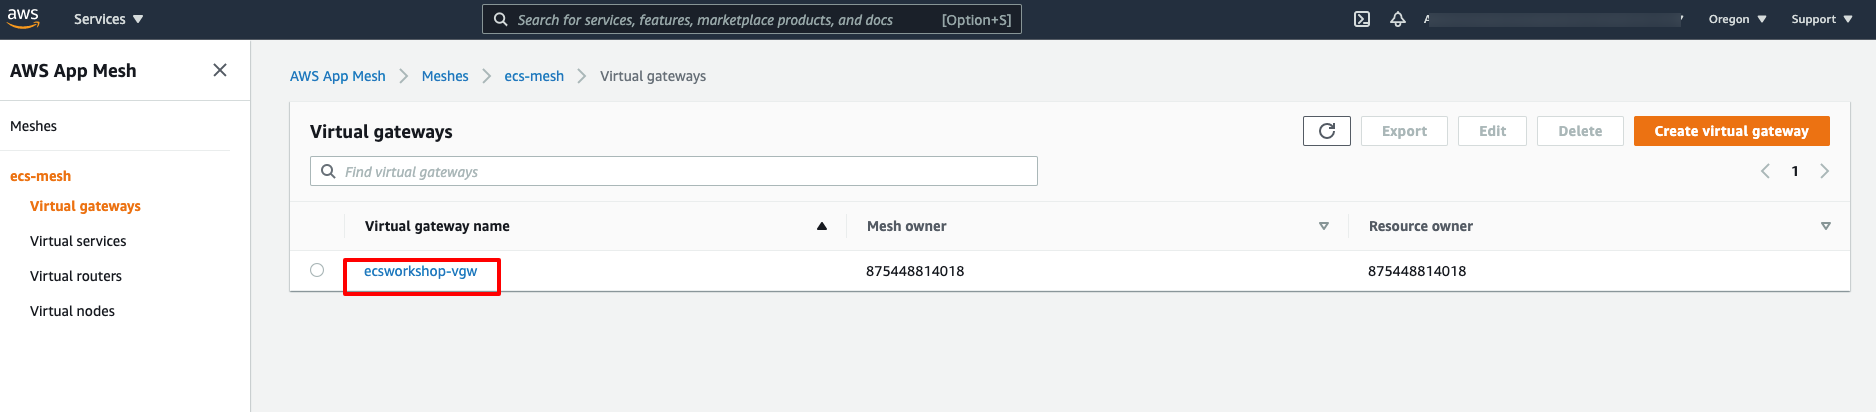 aws
Services
Search for services, features, marketplace products, and docs
[Option+S]
Oregon
Support
AWS App Mesh
Meshes
ecs-mesh
Virtual gateways
Virtual services
Virtual routers
Virtual nodes
AWS App Mesh
Meshes
ecs-mesh
Virtual gateways
Virtual gateways
Export
Edit
Delete
Create virtual gateway
Find virtual gateways
1
Virtual gateway name
Mesh owner
Resource owner
ecsworkshop-vgw
875448814018
875448814018